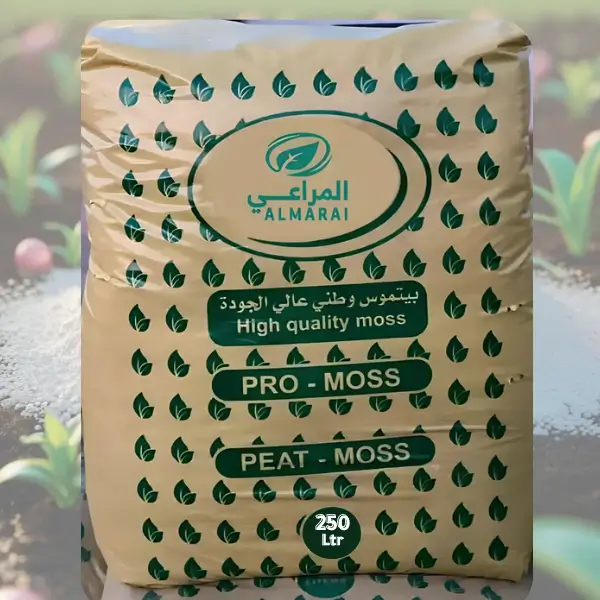 المراعي
ALMARAI
بيتموس وطني عالي الجودة
High quality moss
PRO - MOSS
PEAT - MOSS
250
Ltr